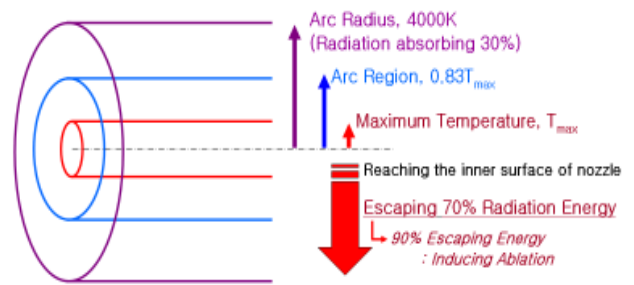 Arc Radius, 4000K
(Radiation absorbing 30%)
Arc Region, 0.83Tmax
Maximum Temperature, Tmax
Reaching the inner surface of nozzle
Escaping 70% Radiation Energy
90% Escaping Energy
: Inducing Ablation